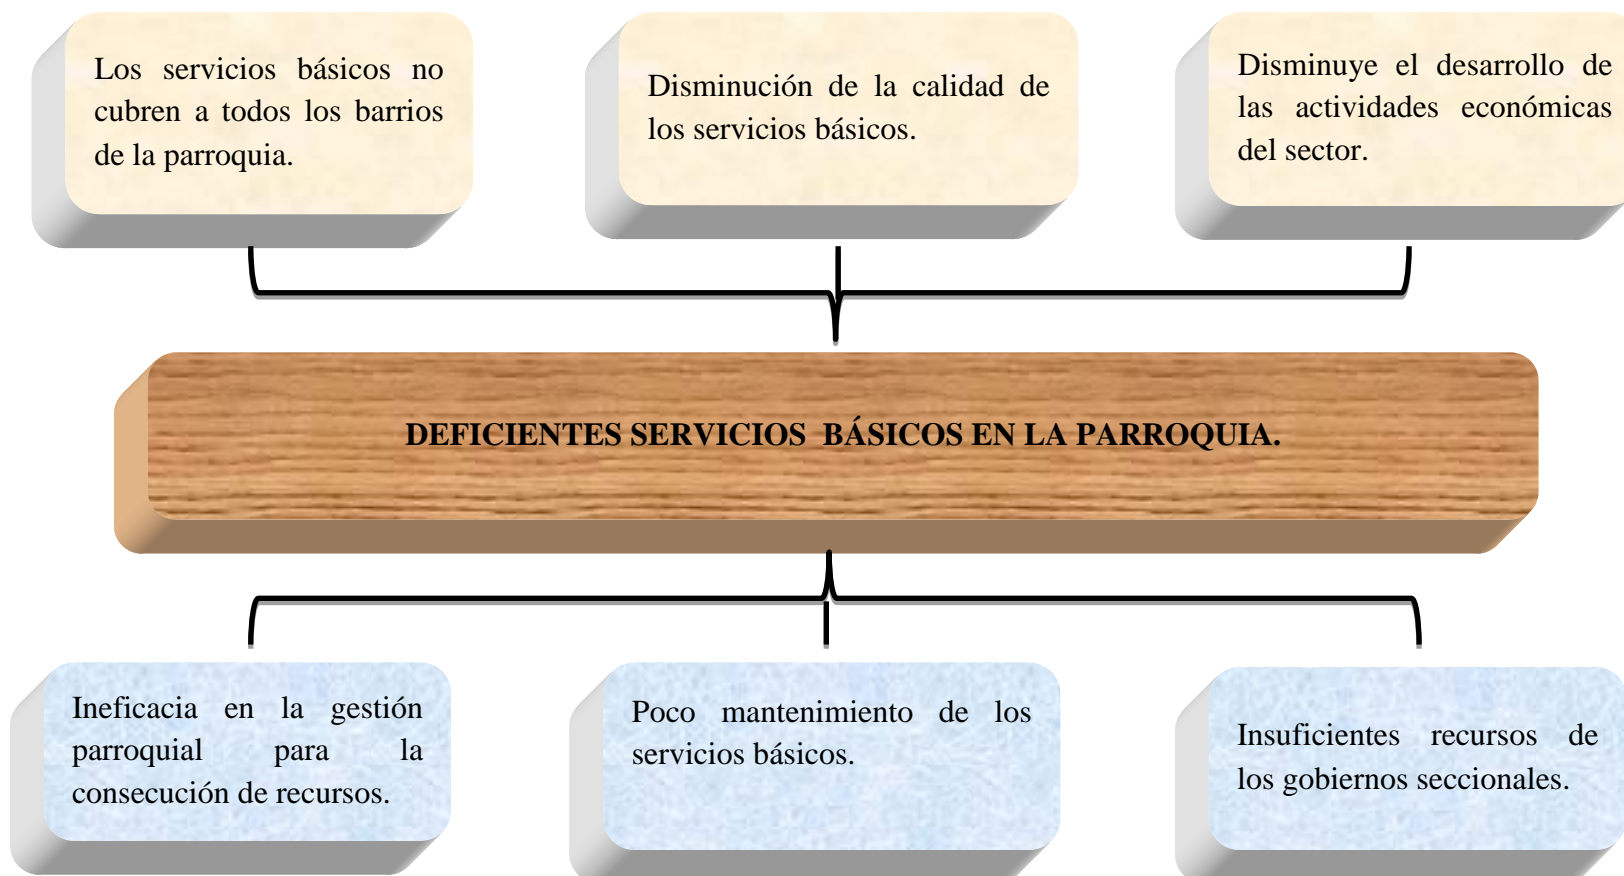 Los servicios básicos no
cubren a todos los barrios
de la parroquia.
Disminución de la calidad de
los servicios básicos.
Disminuye el desarrollo de
las actividades económicas
del sector.
DEFICIENTES SERVICIOS BÁSICOS EN LA PARROQUIA.
Ineficacia en la gestión
parroquial para la
consecución de recursos.
Poco mantenimiento de los
servicios básicos.
Insuficientes recursos de
los gobiernos seccionales.